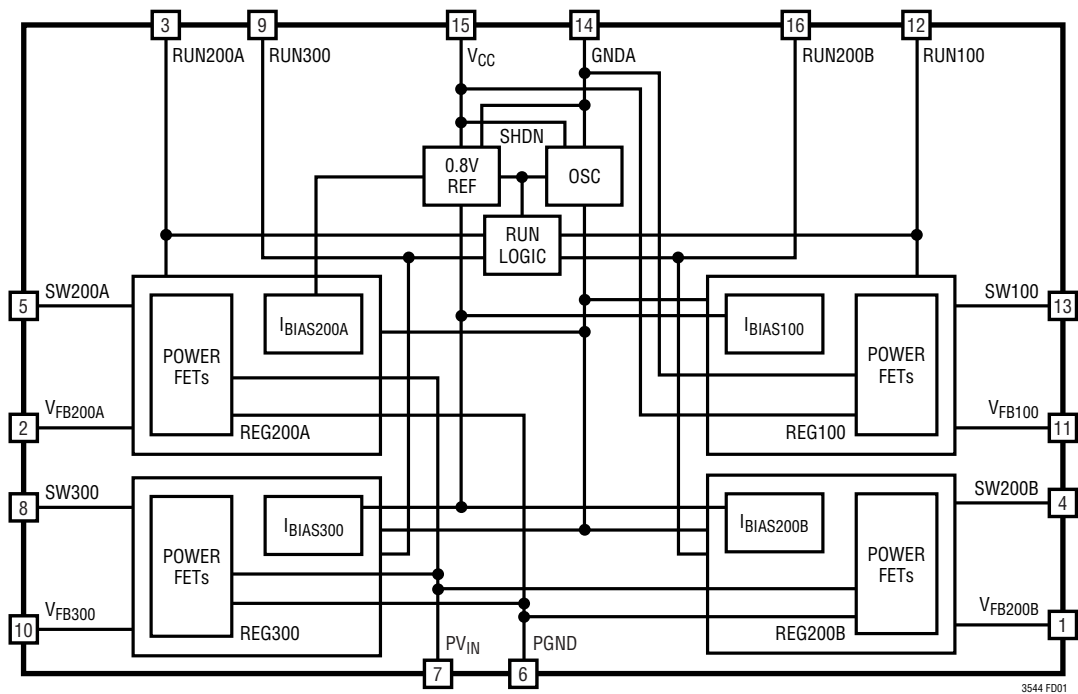 3
9
15
14
16
12
RUN200A
RUN300
VCC
GNDA
RUN200B
RUN100
SHDN
0.8V
REF
OSC
RUN
LOGIC
5
SW200A
IBIAS200A
POWER
FETs
2
VFB200A
REG200A
SW100
13
IBIAS100
POWER
FETs
VFB100
11
REG100
8
SW300
IBIAS300
POWER
FETs
10
VFB300
REG300
SW200B
4
IBIAS200B
POWER
FETs
VFB200B
1
REG200B
PVIN
PGND
7
6
3544 FD01